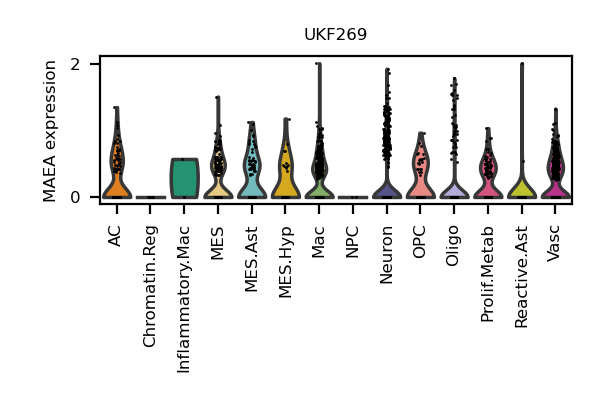 UKF269
MAEA expression
2
0
AC
Chromatin.Reg
Inflammatory.Mac
MES
MES.Ast
MES.Hyp
Mac
NPC
Neuron
OPC
Oligo
Prolif.Metab
Reactive.Ast
Vasc